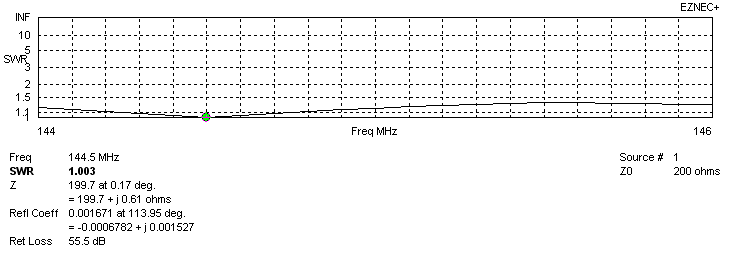 EZNEC+
INF
10
5
SWR
3
2
1.5
1.1
144 Freq MHz 146
Freq 144.5 MHz Source # 1
SWR 1.003 Z0 200 ohms
Z 199.7 at 0.17 deg.
= 199.7 + j 0.61 ohms
Refl Coeff 0.001671 at 113.95 deg.
= -0.0006782 + j 0.001527
Ret Loss 55.5 dB